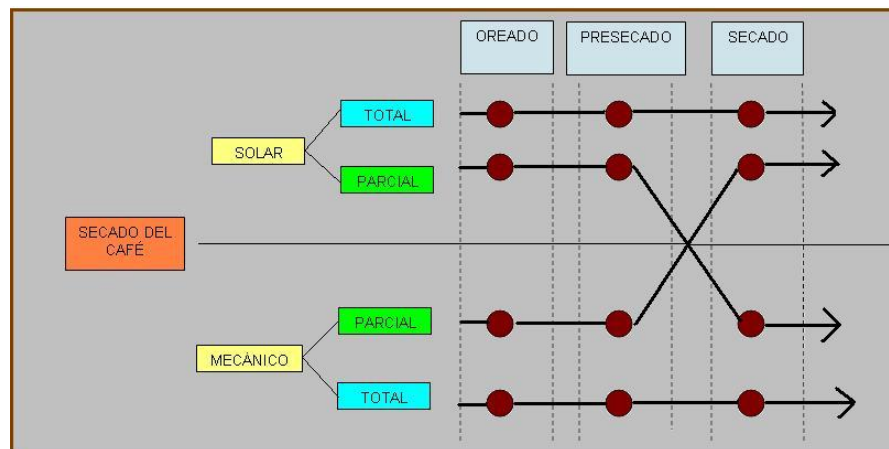 OREADO
PRESECADO
SECADO
TOTAL
SOLAR
PARCIAL
SECADO DEL
CAFÉ
PARCIAL
MECÁNICO
TOTAL